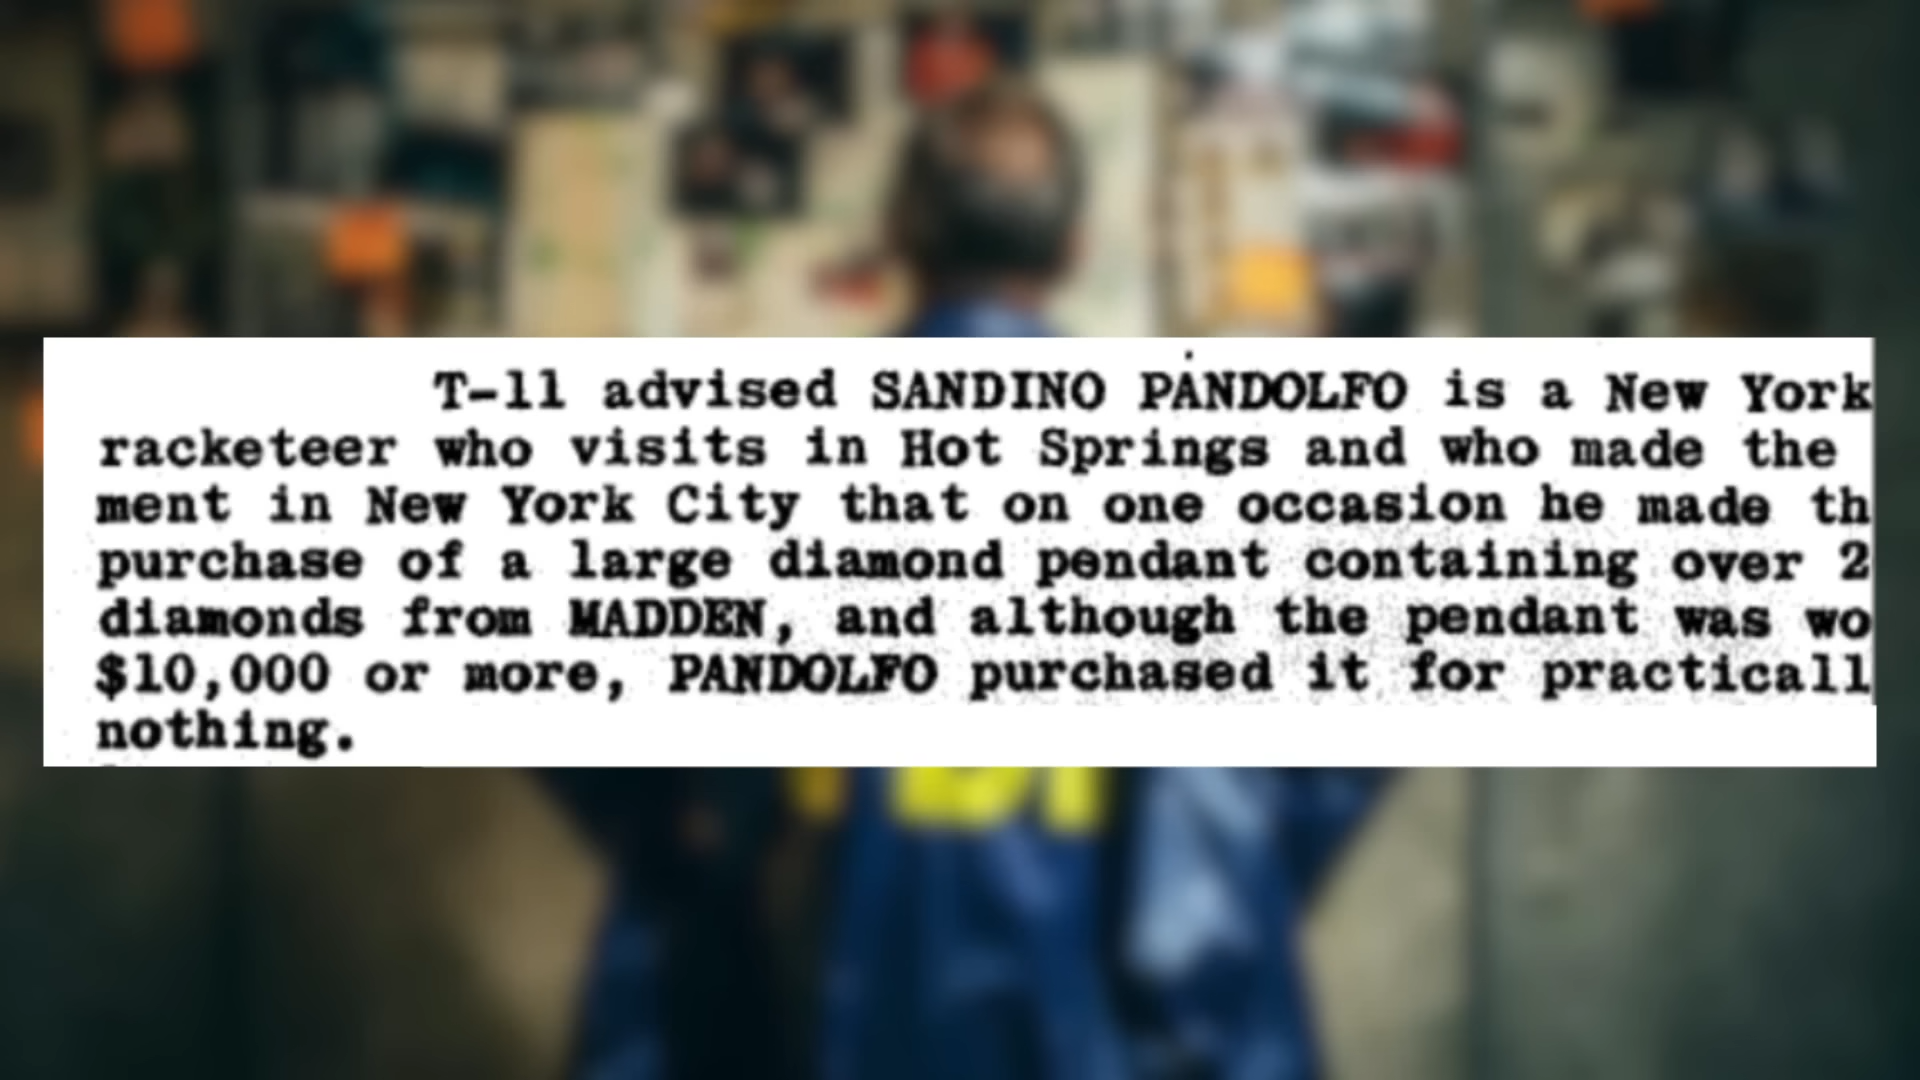 T-11 advised SANDINO PANDOLFO is a New York
racketeer who visits in Hot Springs and who made the
ment in New York City that on one occasion he made th
purchase of a large diamond pendant containing over 2
diamonds from MADDEN, and although the pendant was wo
$10,000 or more, PANDOLFO purchased it for practicall
nothing.